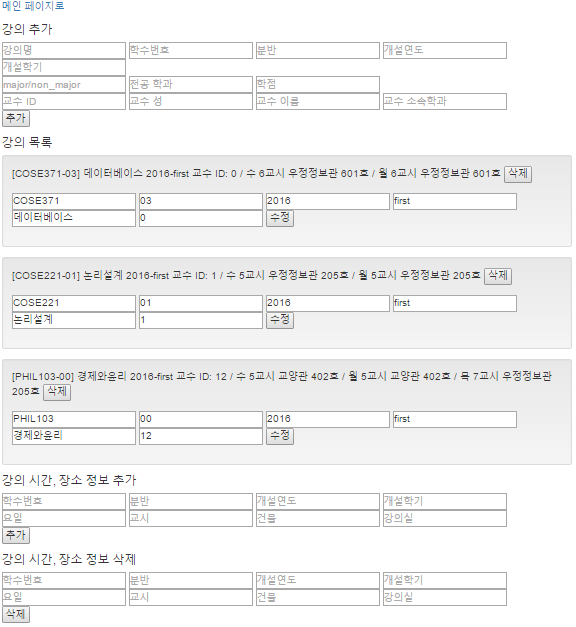 메인 페이지로
강의 추가
강의명 학수번호 분반 개설연도
개설학기
major/non_major 전공 학과 학점
교수 ID 교수 성 교수 이름 교수 소속학과
추가
강의 목록
[COSE371-03] 데이터베이스 2016-first 교수 ID: 0 / 수 6교시 우정정보관 601호 / 월 6교시 우정정보관 601호 삭제
COSE371 03 2016 first
데이터베이스 0 수정
[COSE221-01] 논리설계 2016-first 교수 ID: 1 / 수 5교시 우정정보관 205호 / 월 5교시 우정정보관 205호 삭제
COSE221 01 2016 first
논리설계 1 수정
[PHIL103-00] 경제와윤리 2016-first 교수 ID: 12 / 수 5교시 교양관 402호 / 월 5교시 교양관 402호 / 목 7교시 우정정보관
205호 삭제
PHIL103 00 2016 first
경제와윤리 12 수정
강의 시간, 장소 정보 추가
학수번호 분반 개설연도 개설학기
요일 교시 건물 강의실
추가
강의 시간, 장소 정보 삭제
학수번호 분반 개설연도 개설학기
요일 교시 건물 강의실
삭제